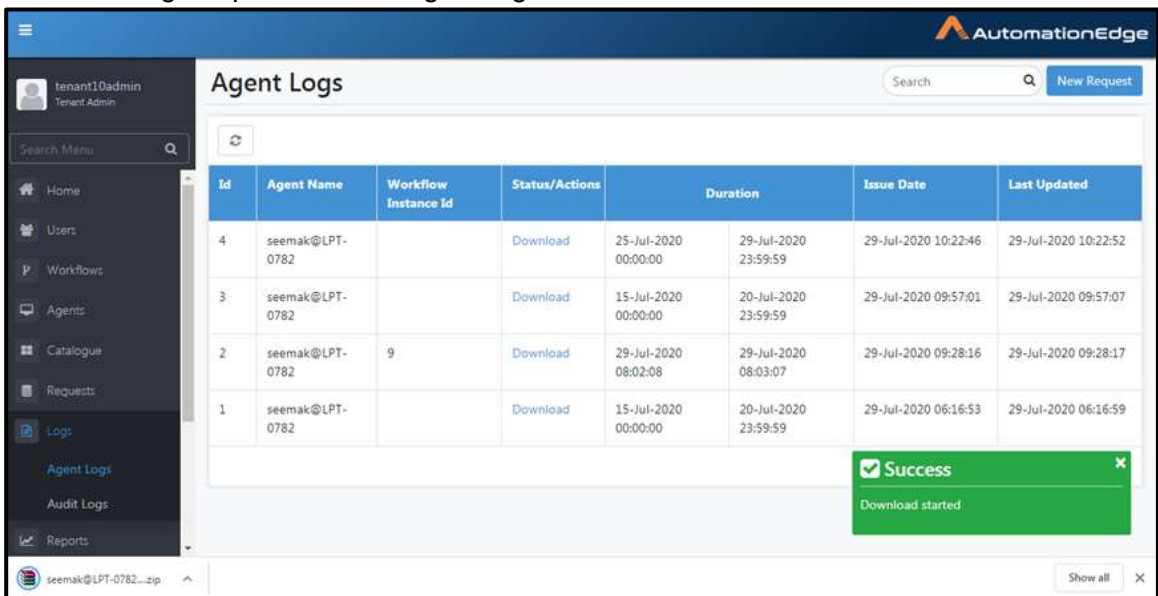 AutomationEdge
tenant10admin
Tenant Admin
Agent Logs
Search
New Request
Search Menu
Home
Users
Workflows
Agents
Catalogue
Requests
Logs
Agent Logs
Audit Logs
Reports
Id Agent Name Workflow Instance Id Status/Actions Duration Issue Date Last Updated
4 seemak@LPT-0782 Download 25-Jul-2020 00:00:00 29-Jul-2020 23:59:59 29-Jul-2020 10:22:46 29-Jul-2020 10:22:52
3 seemak@LPT-0782 Download 15-Jul-2020 00:00:00 20-Jul-2020 23:59:59 29-Jul-2020 09:57:01 29-Jul-2020 09:57:07
2 seemak@LPT-0782 9 Download 29-Jul-2020 08:02:08 29-Jul-2020 08:03:07 29-Jul-2020 09:28:16 29-Jul-2020 09:28:17
1 seemak@LPT-0782 Download 15-Jul-2020 00:00:00 20-Jul-2020 23:59:59 29-Jul-2020 06:16:53 29-Jul-2020 06:16:59
Success
Download started
seemak@LPT-0782....zip
Show all